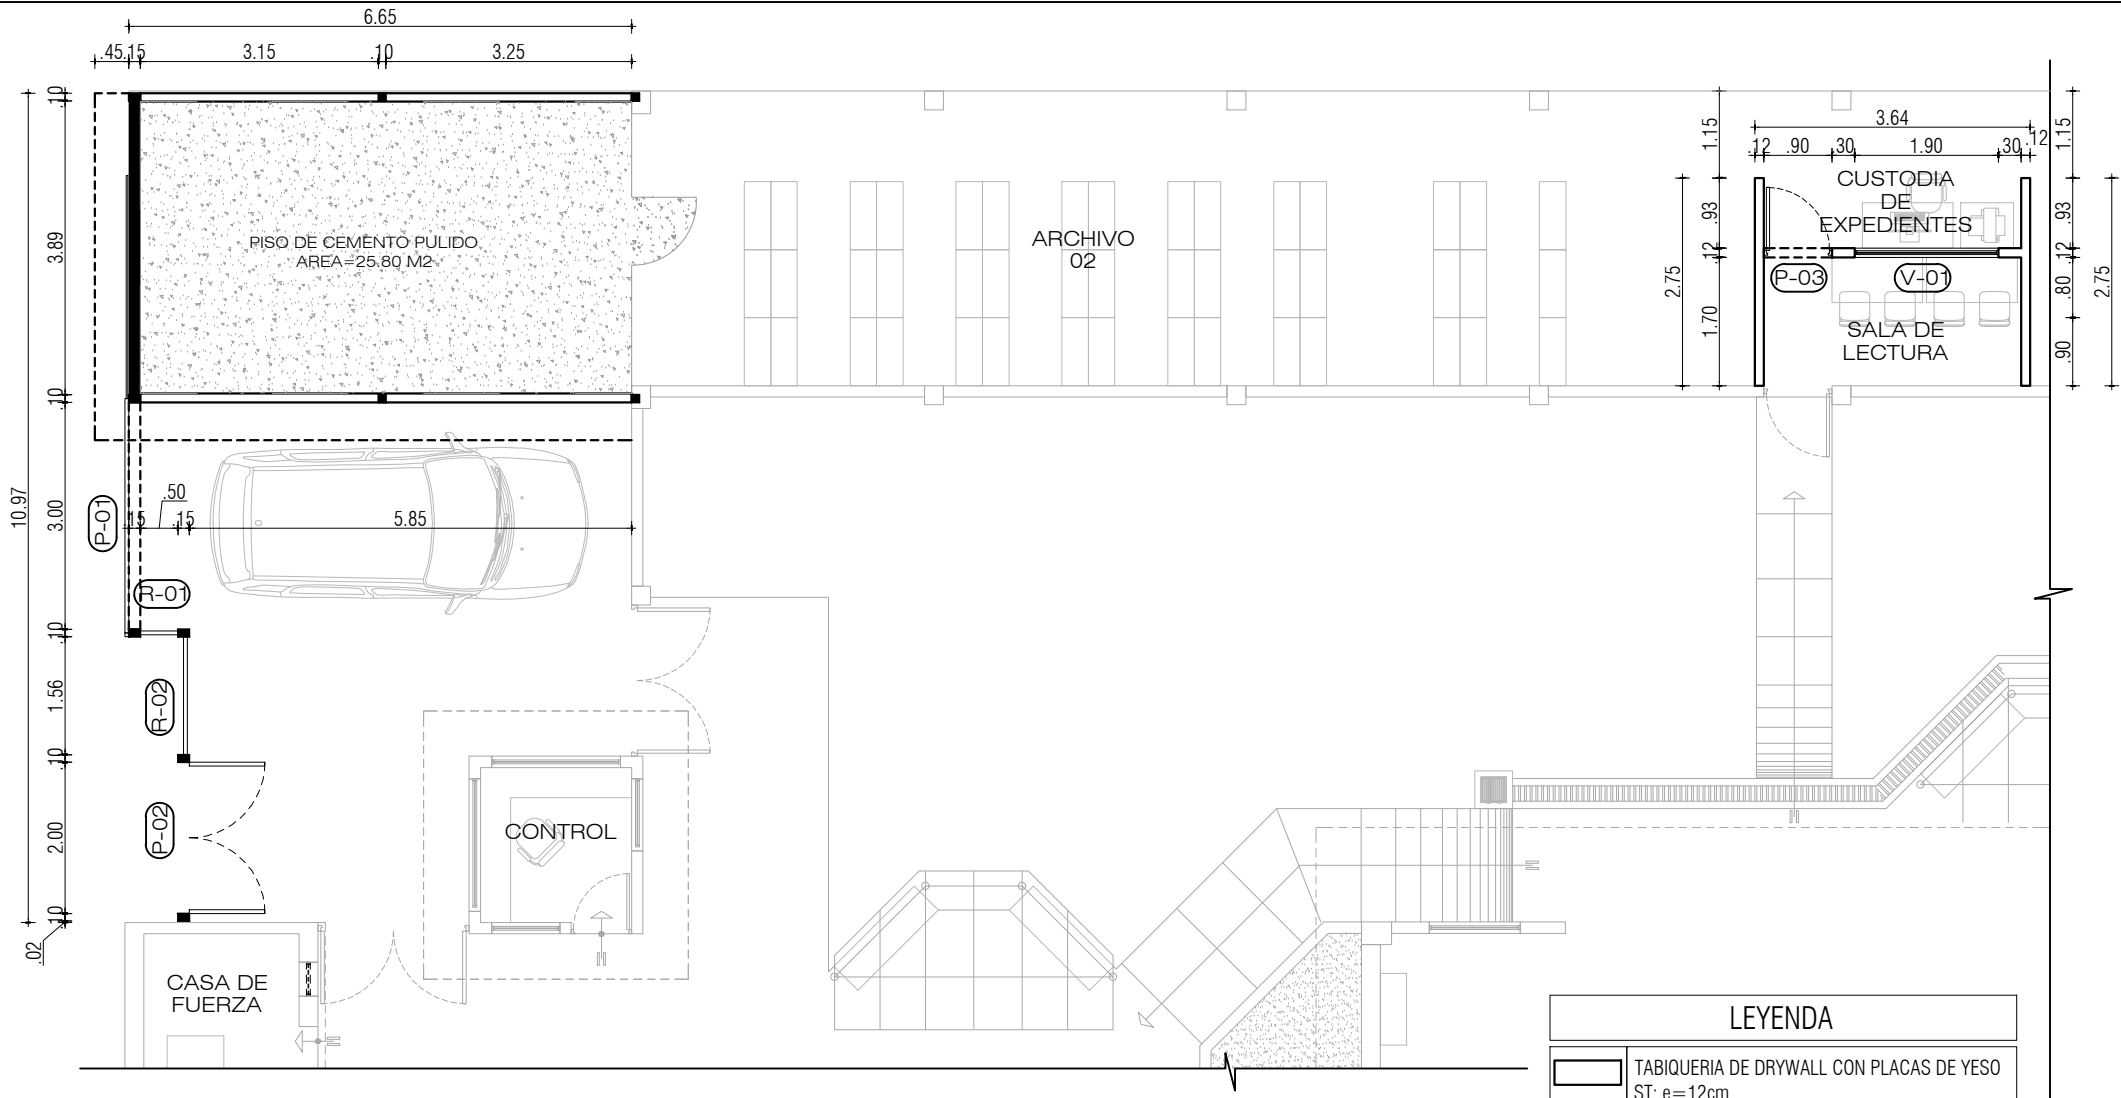 6.65
.45 .15 3.15 .10 3.25
.10
3.89
.10
3.00
.10
1.56
.10
2.00
.10
.02
10.97
PISO DE CEMENTO PULIDO
AREA=25.80 M2
ARCHIVO
02
1.15
.93
.12
1.70
2.75
3.64
.12 .90 .30 1.90 .30 .12
CUSTODIA
DE
EXPEDIENTES
P-03
V-01
SALA DE
LECTURA
1.15
.93
.12
.80
.90
2.75
P-01
.15
.50
.15
5.85
R-01
R-02
P-02
CONTROL
CASA DE
FUERZA
LEYENDA
TABIQUERIA DE DRYWALL CON PLACAS DE YESO
ST: e=12cm